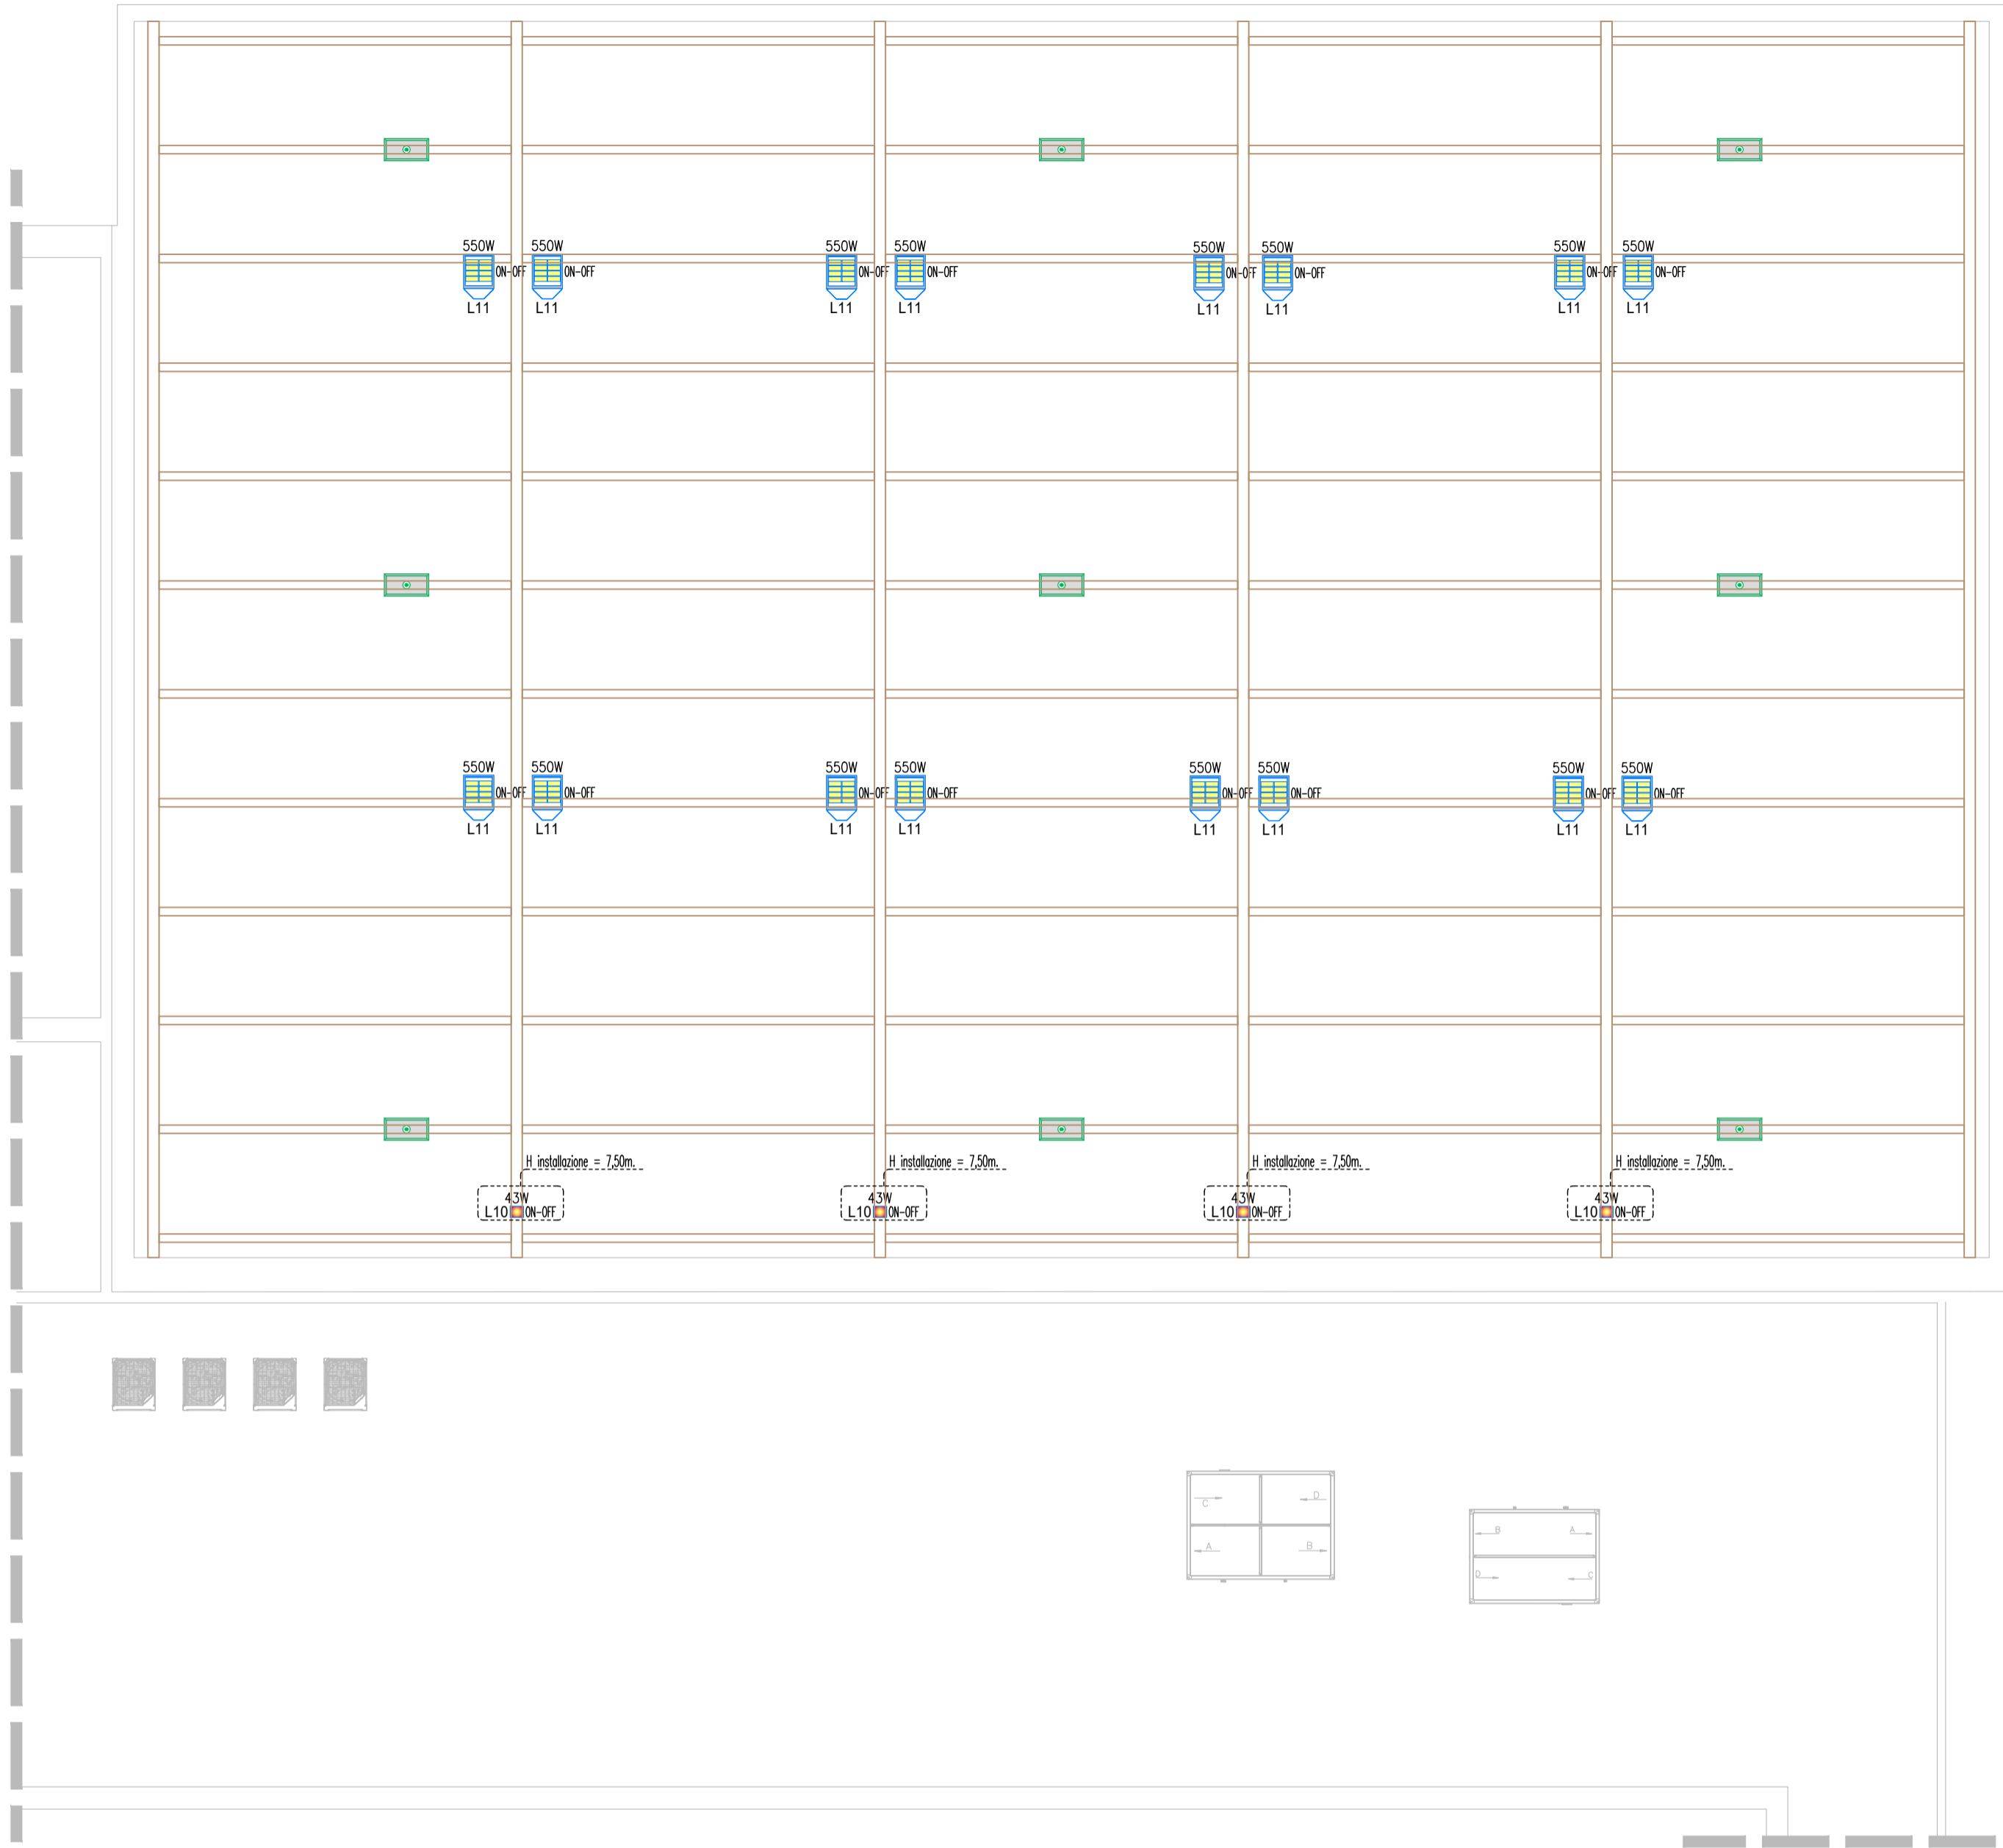 550W 550W 550W 550W 550W 550W 550W 550W
ON-OFF ON-OFF ON-OFF ON-OFF ON-OFF ON-OFF ON-OFF ON-OFF
L11 L11 L11 L11 L11 L11 L11 L11
550W 550W 550W 550W 550W 550W 550W 550W
ON-OFF ON-OFF ON-OFF ON-OFF ON-OFF ON-OFF ON-OFF ON-OFF
L11 L11 L11 L11 L11 L11 L11 L11
H installazione = 7,50m. H installazione = 7,50m. H installazione = 7,50m. H installazione = 7,50m.
43W 43W 43W 43W
L10 ON-OFF L10 ON-OFF L10 ON-OFF L10 ON-OFF
C D
A B
B A
D C